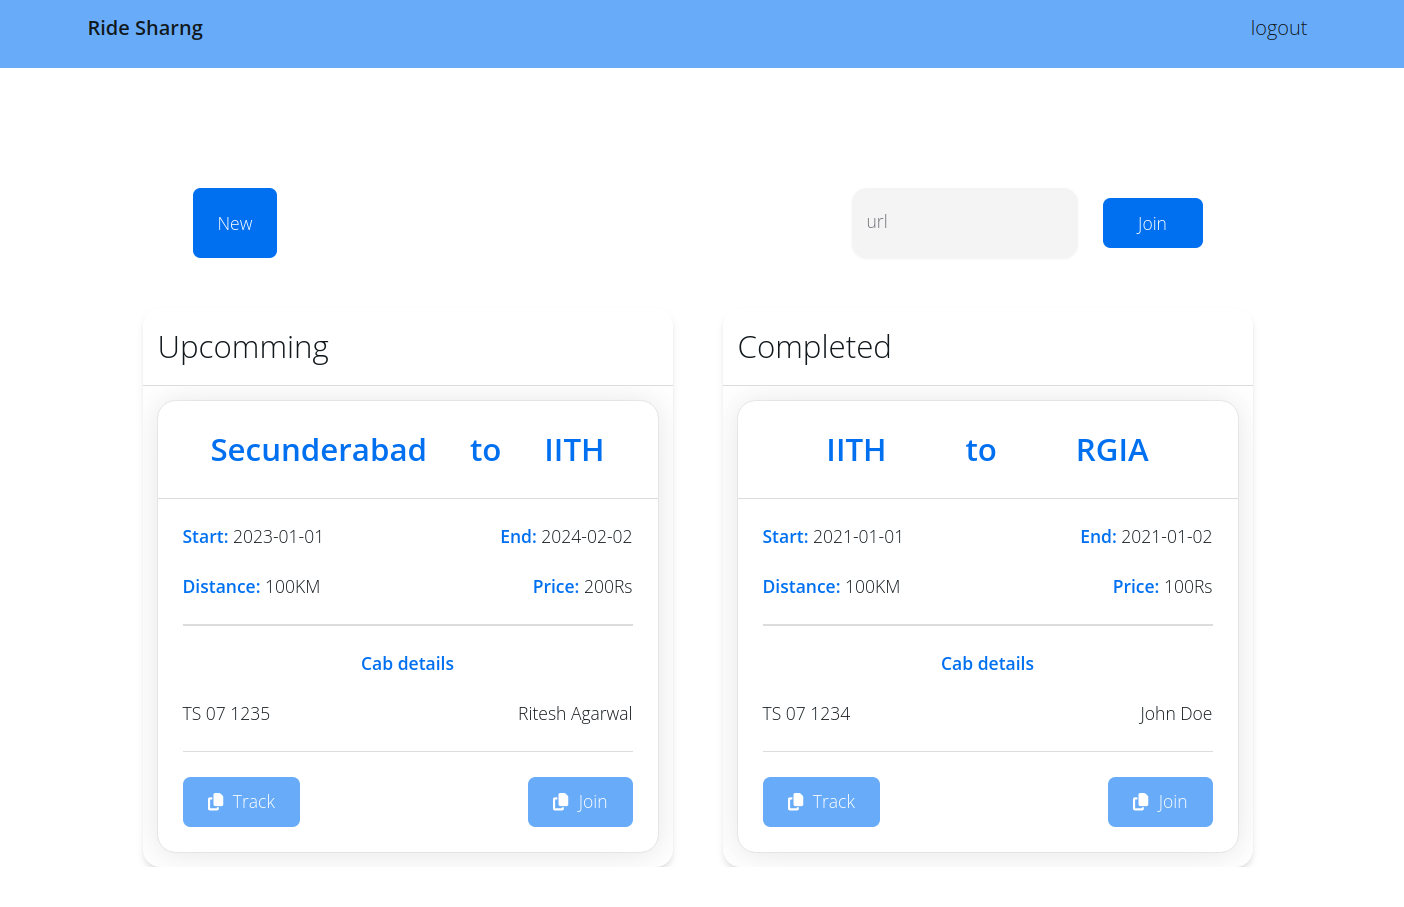 Ride Sharng
logout
New
url
Join
Upcomming
Secunderabad to IITH
Start: 2023-01-01 End: 2024-02-02
Distance: 100KM Price: 200Rs
Cab details
TS 07 1235 Ritesh Agarwal
Track Join
Completed
IITH to RGIA
Start: 2021-01-01 End: 2021-01-02
Distance: 100KM Price: 100Rs
Cab details
TS 07 1234 John Doe
Track Join